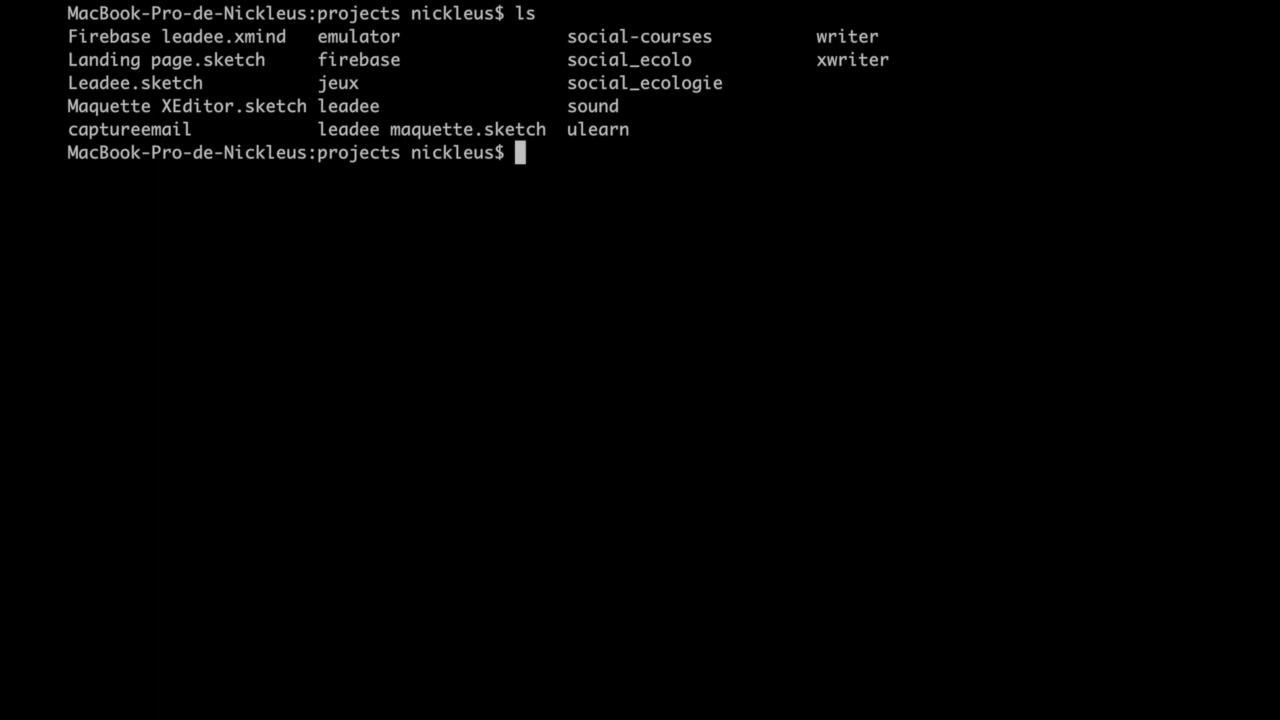 MacBook-Pro-de-Nickleus:projects nickleus$ ls
Firebase leadee.xmind emulator social-courses writer
Landing page.sketch firebase social_ecolo xwriter
Leadee.sketch jeux social_ecologie
Maquette XEditor.sketch leadee sound
captureemail leadee maquette.sketch ulearn
MacBook-Pro-de-Nickleus:projects nickleus$